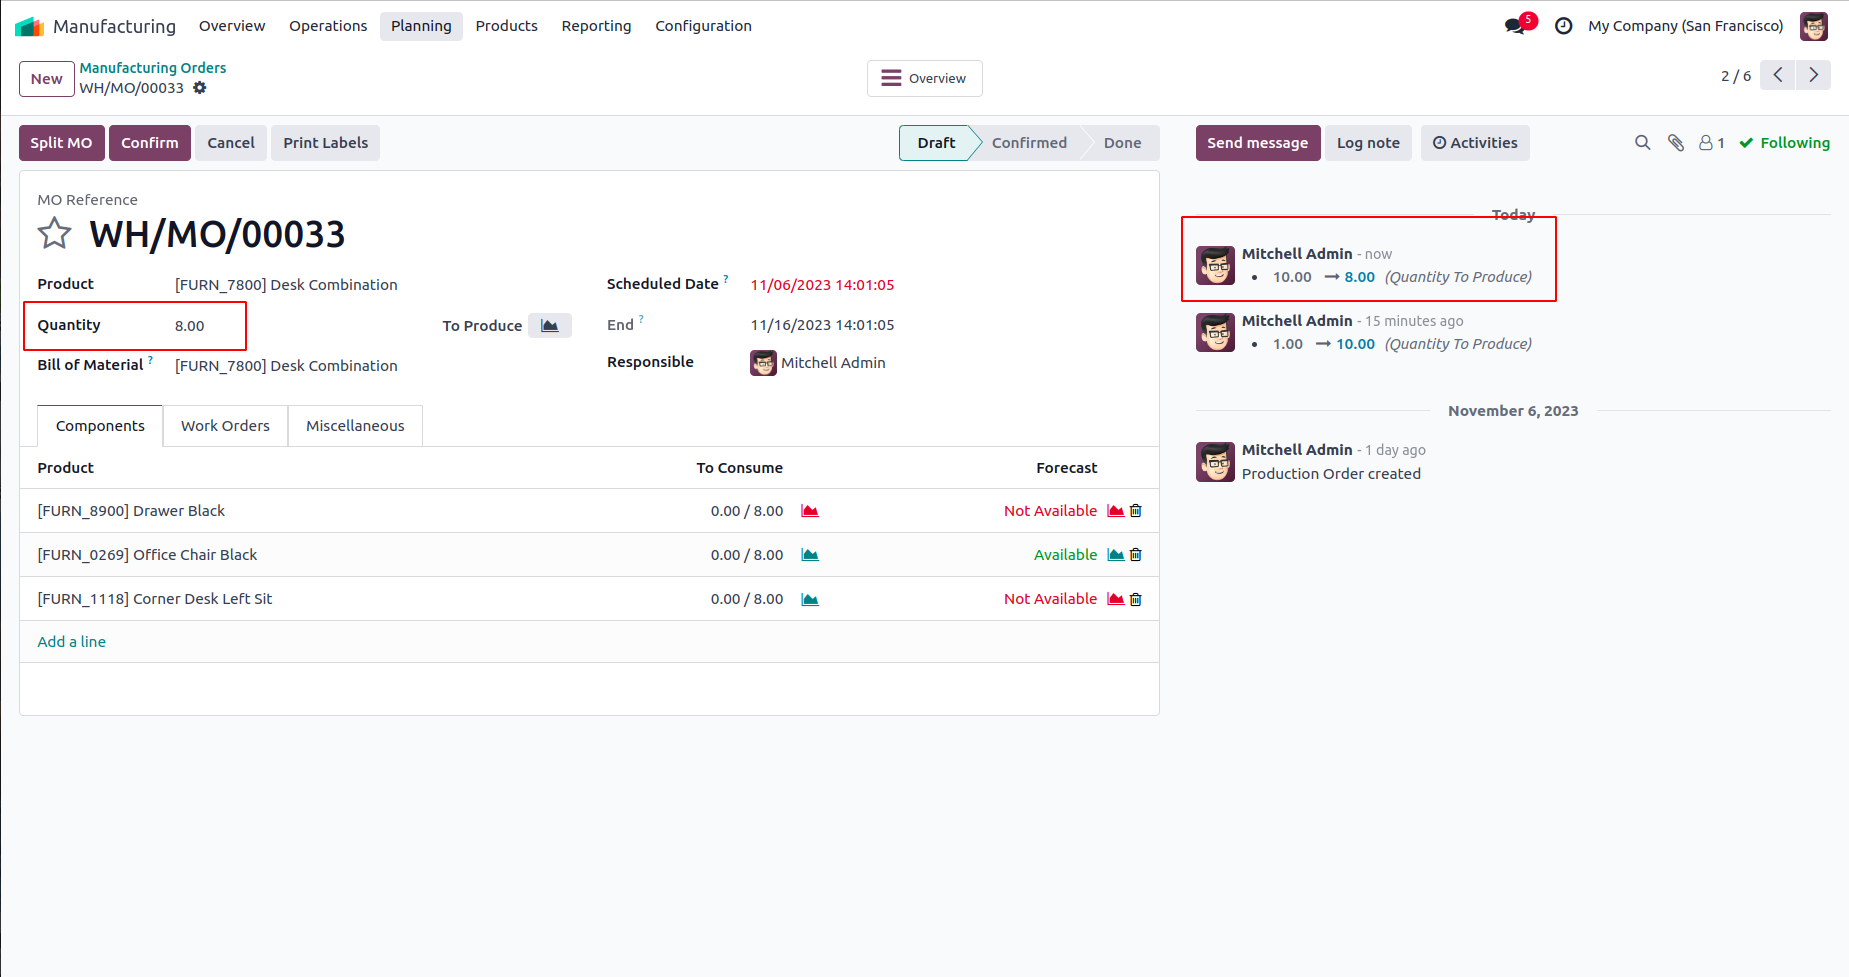 Manufacturing Overview Operations Planning Products Reporting Configuration 5 My Company (San Francisco)
New Manufacturing Orders
WH/MO/00033
Overview
2 / 6
Split MO Confirm Cancel Print Labels Draft Confirmed Done
MO Reference
WH/MO/00033
Product [FURN_7800] Desk Combination
Quantity 8.00 To Produce
Bill of Material ? [FURN_7800] Desk Combination
Scheduled Date ? 11/06/2023 14:01:05
End ? 11/16/2023 14:01:05
Responsible Mitchell Admin
Components Work Orders Miscellaneous
Product To Consume Forecast
[FURN_8900] Drawer Black 0.00 / 8.00 Not Available
[FURN_0269] Office Chair Black 0.00 / 8.00 Available
[FURN_1118] Corner Desk Left Sit 0.00 / 8.00 Not Available
Add a line
Send message Log note Activities 1 Following
Today
Mitchell Admin - now
• 10.00 → 8.00 (Quantity To Produce)
Mitchell Admin - 15 minutes ago
• 1.00 → 10.00 (Quantity To Produce)
November 6, 2023
Mitchell Admin - 1 day ago
Production Order created